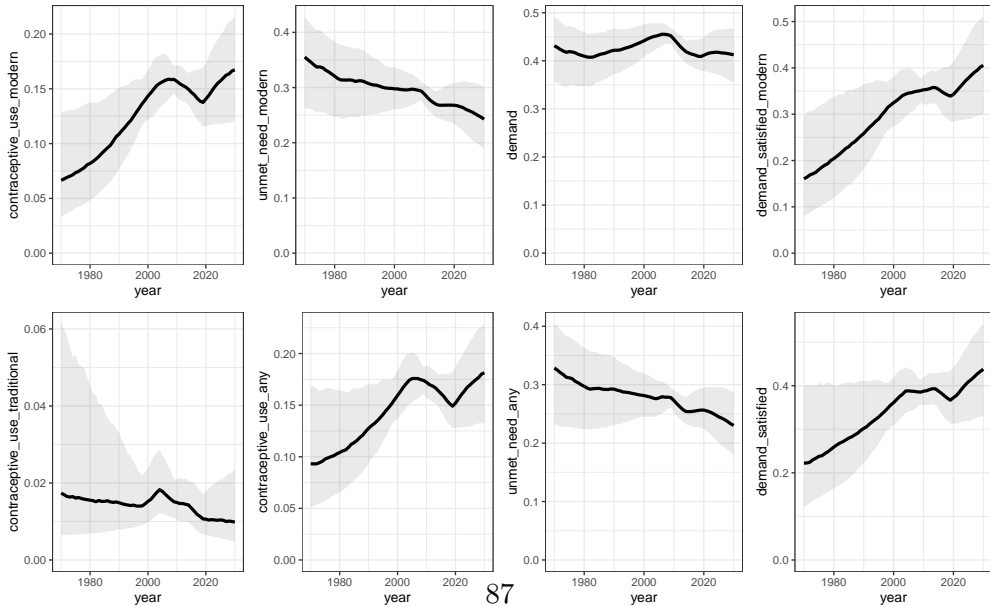 contraceptive_use_modern
0.20
0.15
0.10
0.05
0.00
1980 2000 2020
year
unmet_need_modern
0.4
0.3
0.2
0.1
0.0
1980 2000 2020
year
demand
0.5
0.4
0.3
0.2
0.1
0.0
1980 2000 2020
year
demand_satisfied_modern
0.5
0.4
0.3
0.2
0.1
0.0
1980 2000 2020
year
contraceptive_use_traditional
0.06
0.04
0.02
0.00
1980 2000 2020
year
contraceptive_use_any
0.20
0.15
0.10
0.05
0.00
1980 2000 2020
year
unmet_need_any
0.4
0.3
0.2
0.1
0.0
1980 2000 2020
year
demand_satisfied
0.4
0.2
0.0
1980 2000 2020
year
87